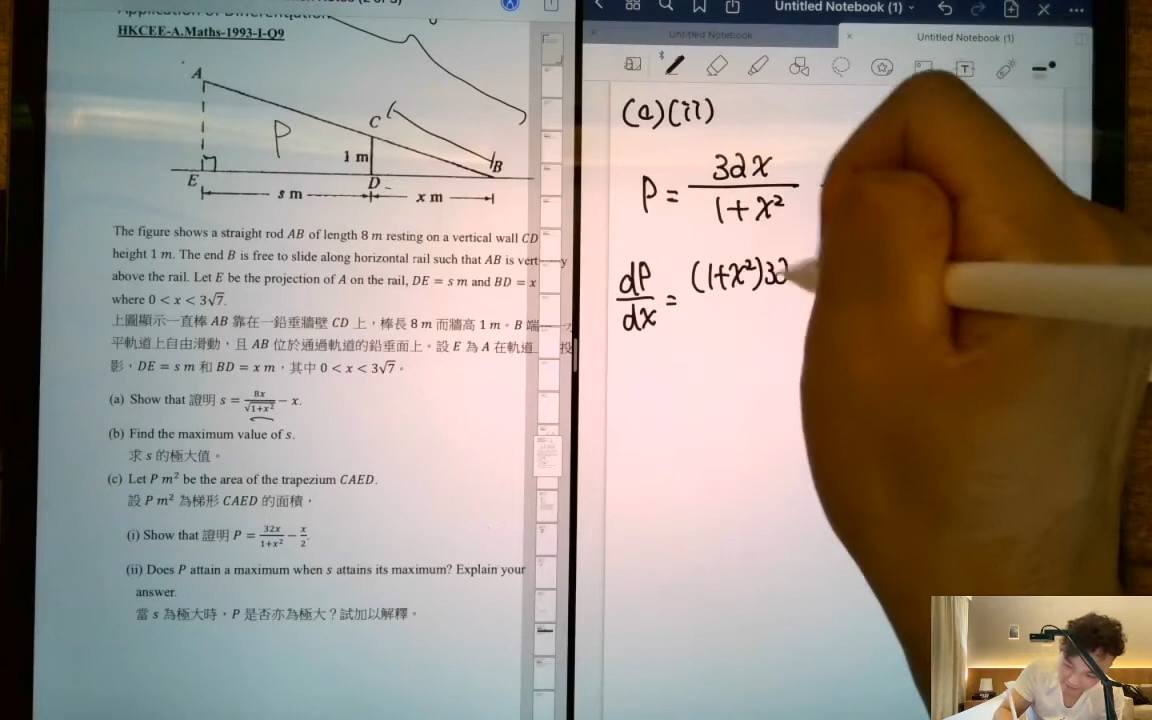 HKCEE-A.Maths-1993-I-Q9
A
P
C
1 m
B
E
D
s m
x m
The figure shows a straight rod AB of length 8 m resting on a vertical wall CD
height 1 m. The end B is free to slide along horizontal rail such that AB is vert y
above the rail. Let E be the projection of A on the rail, DE = s m and BD = x
where 0 < x < 3√7.
上圖顯示一直棒 AB 靠在一鉛垂牆壁 CD 上，棒長 8 m 而牆高 1 m。B 端
平軌道上自由滑動，且 AB 位於通過軌道的鉛垂面上。設 E 為 A 在軌道 投
影，DE = s m 和 BD = x m，其中 0 < x < 3√7。
(a) Show that 證明 s = 8x/√(1+x²) − x.
(b) Find the maximum value of s.
求 s 的極大值。
(c) Let P m² be the area of the trapezium CAED.
設 P m² 為梯形 CAED 的面積，
(i) Show that 證明 P = 32x/(1+x²) − x/2.
(ii) Does P attain a maximum when s attains its maximum? Explain your
answer.
當 s 為極大時，P 是否亦為極大？試加以解釋。
Untitled Notebook (1)
Untitled Notebook
Untitled Notebook (1)
T
(a)(ii)
P = 32x/(1+x²)
dP/dx = (1+x²)32